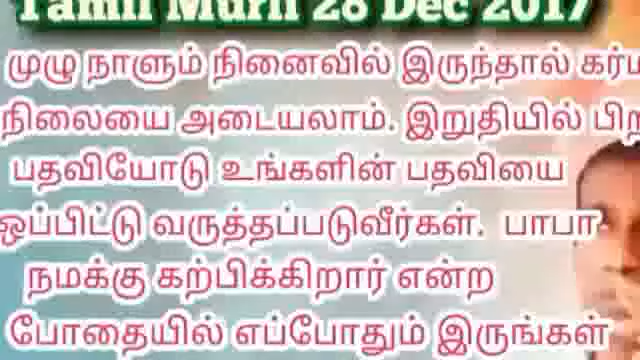 Tamil Murli 28 Dec 2017
முழு நாளும் நினைவில் இருந்தால்
நிலையை அடையலாம். இறுதியில்
பதவியோடு உங்களின் பதவியை
ஒப்பிட்டு வருத்தப்படுவீர்கள். பாபா
நமக்கு கற்பிக்கிறார் என்ற
போதையில் எப்போதும் இருங்கள்